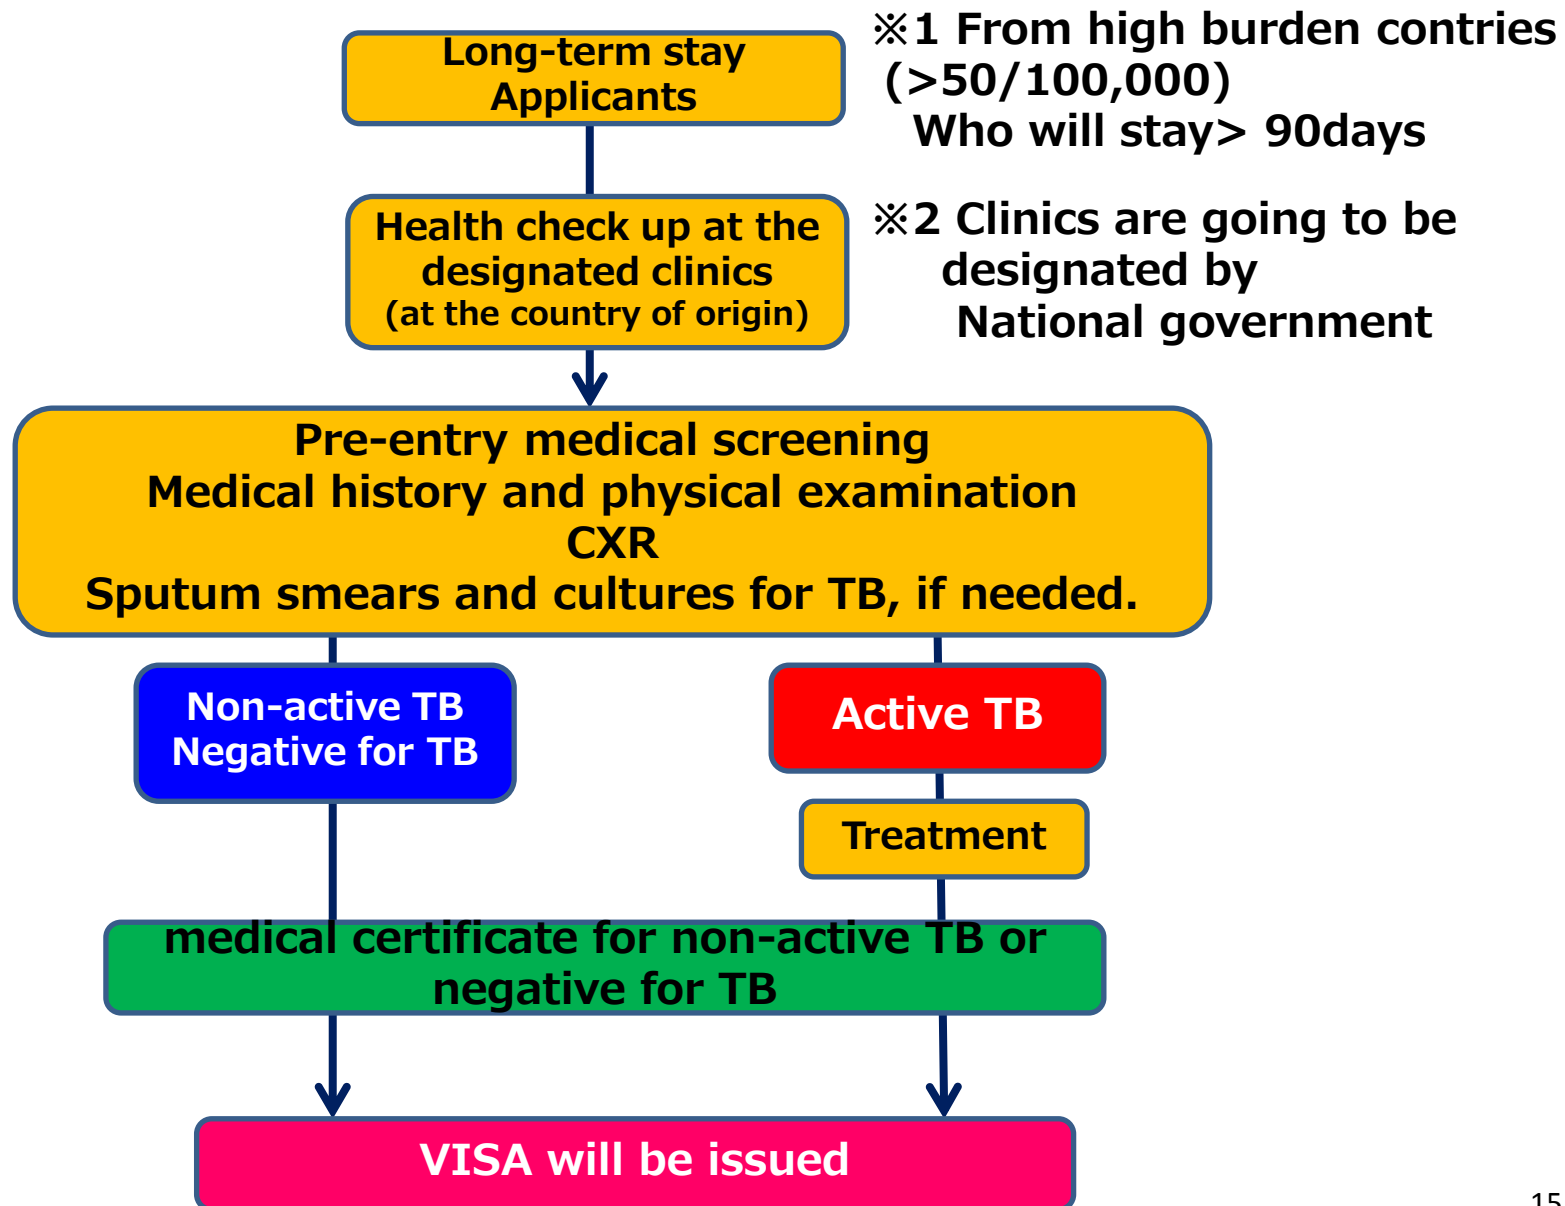 Long-term stay
Applicants
※1 From high burden contries
(>50/100,000)
Who will stay> 90days
Health check up at the
designated clinics
(at the country of origin)
※2 Clinics are going to be
designated by
National government
Pre-entry medical screening
Medical history and physical examination
CXR
Sputum smears and cultures for TB, if needed.
Non-active TB
Negative for TB
Active TB
Treatment
medical certificate for non-active TB or
negative for TB
VISA will be issued
15